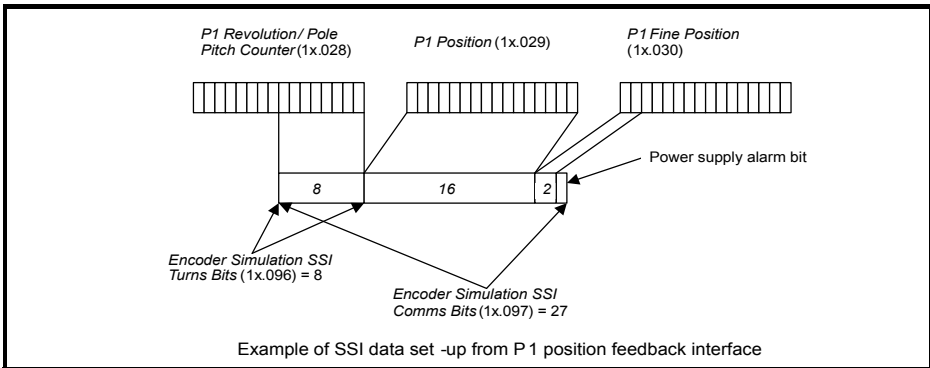 P1 Revolution/ Pole
Pitch Counter (1x.028)
P1 Position (1x.029)
P1 Fine Position
(1x.030)
Power supply alarm bit
8
16
2
Encoder Simulation SSI
Turns Bits (1x.096) = 8
Encoder Simulation SSI
Comms Bits (1x.097) = 27
Example of SSI data set -up from P1 position feedback interface